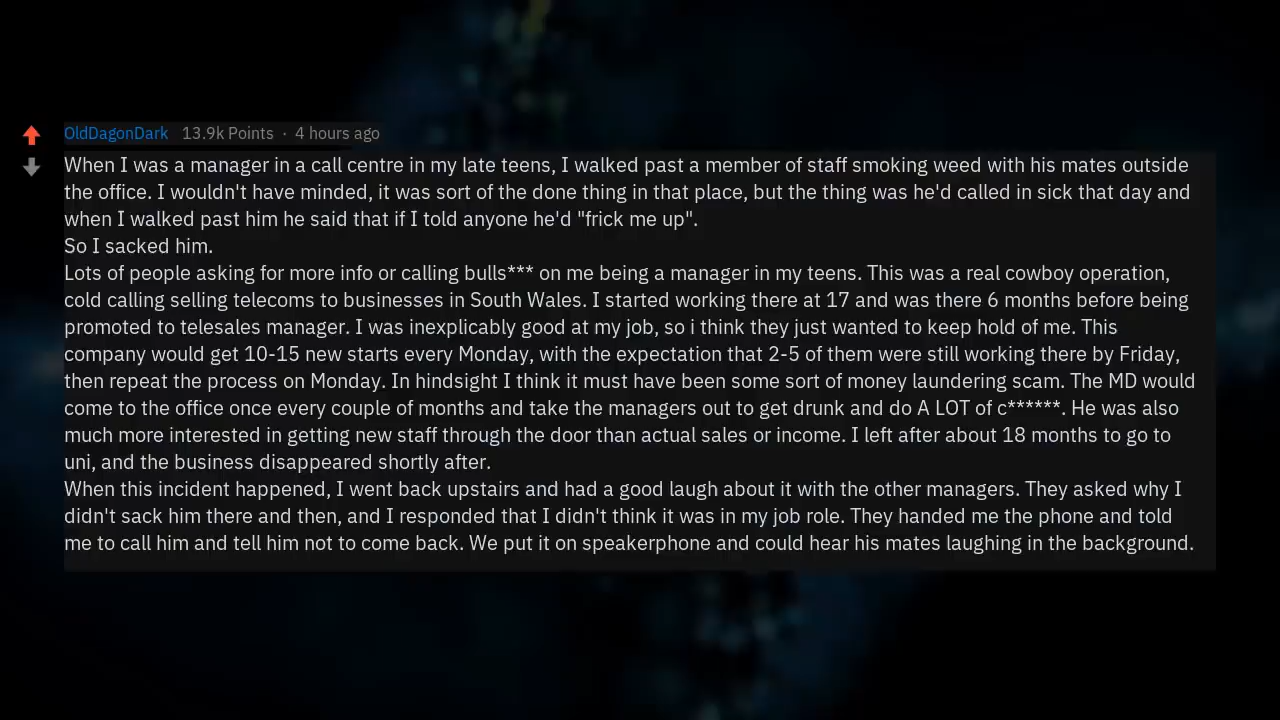 OldDagonDark 13.9k Points · 4 hours ago
When I was a manager in a call centre in my late teens, I walked past a member of staff smoking weed with his mates outside
the office. I wouldn't have minded, it was sort of the done thing in that place, but the thing was he'd called in sick that day and
when I walked past him he said that if I told anyone he'd "frick me up".
So I sacked him.
Lots of people asking for more info or calling bulls*** on me being a manager in my teens. This was a real cowboy operation,
cold calling selling telecoms to businesses in South Wales. I started working there at 17 and was there 6 months before being
promoted to telesales manager. I was inexplicably good at my job, so i think they just wanted to keep hold of me. This
company would get 10-15 new starts every Monday, with the expectation that 2-5 of them were still working there by Friday,
then repeat the process on Monday. In hindsight I think it must have been some sort of money laundering scam. The MD would
come to the office once every couple of months and take the managers out to get drunk and do A LOT of c******. He was also
much more interested in getting new staff through the door than actual sales or income. I left after about 18 months to go to
uni, and the business disappeared shortly after.
When this incident happened, I went back upstairs and had a good laugh about it with the other managers. They asked why I
didn't sack him there and then, and I responded that I didn't think it was in my job role. They handed me the phone and told
me to call him and tell him not to come back. We put it on speakerphone and could hear his mates laughing in the background.